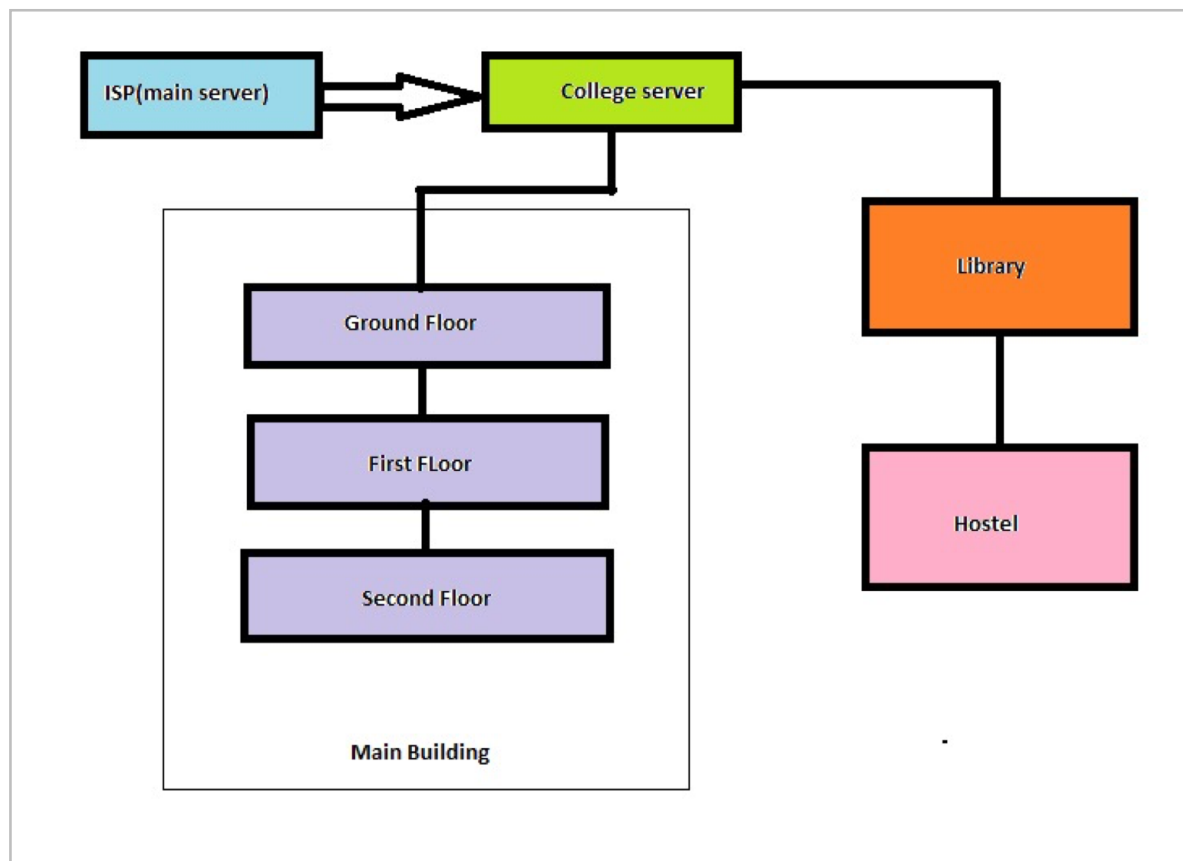 ISP(main server)
College server
Library
Ground Floor
First FLoor
Hostel
Second Floor
Main Building